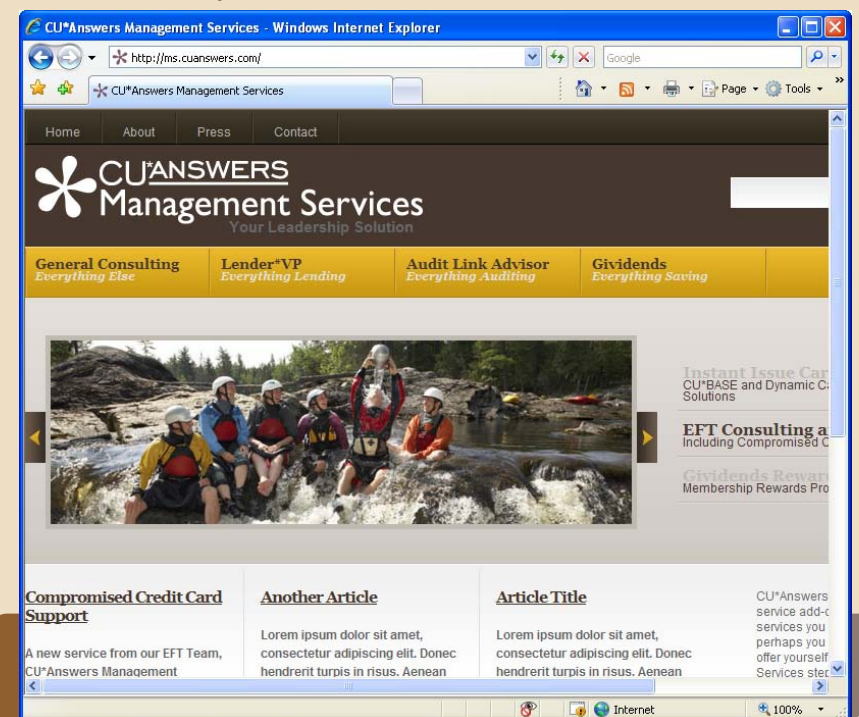 CU*Answers Management Services - Windows Internet Explorer
http://ms.cuanswers.com/
Google
CU*Answers Management Services
Page
Tools
Home About Press Contact
CU*ANSWERS
Management Services
Your Leadership Solution
General Consulting
Everything Else
Lender*VP
Everything Lending
Audit Link Advisor
Everything Auditing
Gividends
Everything Saving
Instant Issue Car
CU*BASE and Dynamic Ca
Solutions
EFT Consulting a
Including Compromised C
Gividends Rewar
Membership Rewards Pro
Compromised Credit Card
Support
A new service from our EFT Team,
CU*Answers Management
Another Article
Lorem ipsum dolor sit amet,
consectetur adipiscing elit. Donec
hendrerit turpis in risus. Aenean
Article Title
Lorem ipsum dolor sit amet,
consectetur adipiscing elit. Donec
hendrerit turpis in risus. Aenean
CU*Answers
service add-o
services you
perhaps you
offer yourself
Services step
Internet
100%